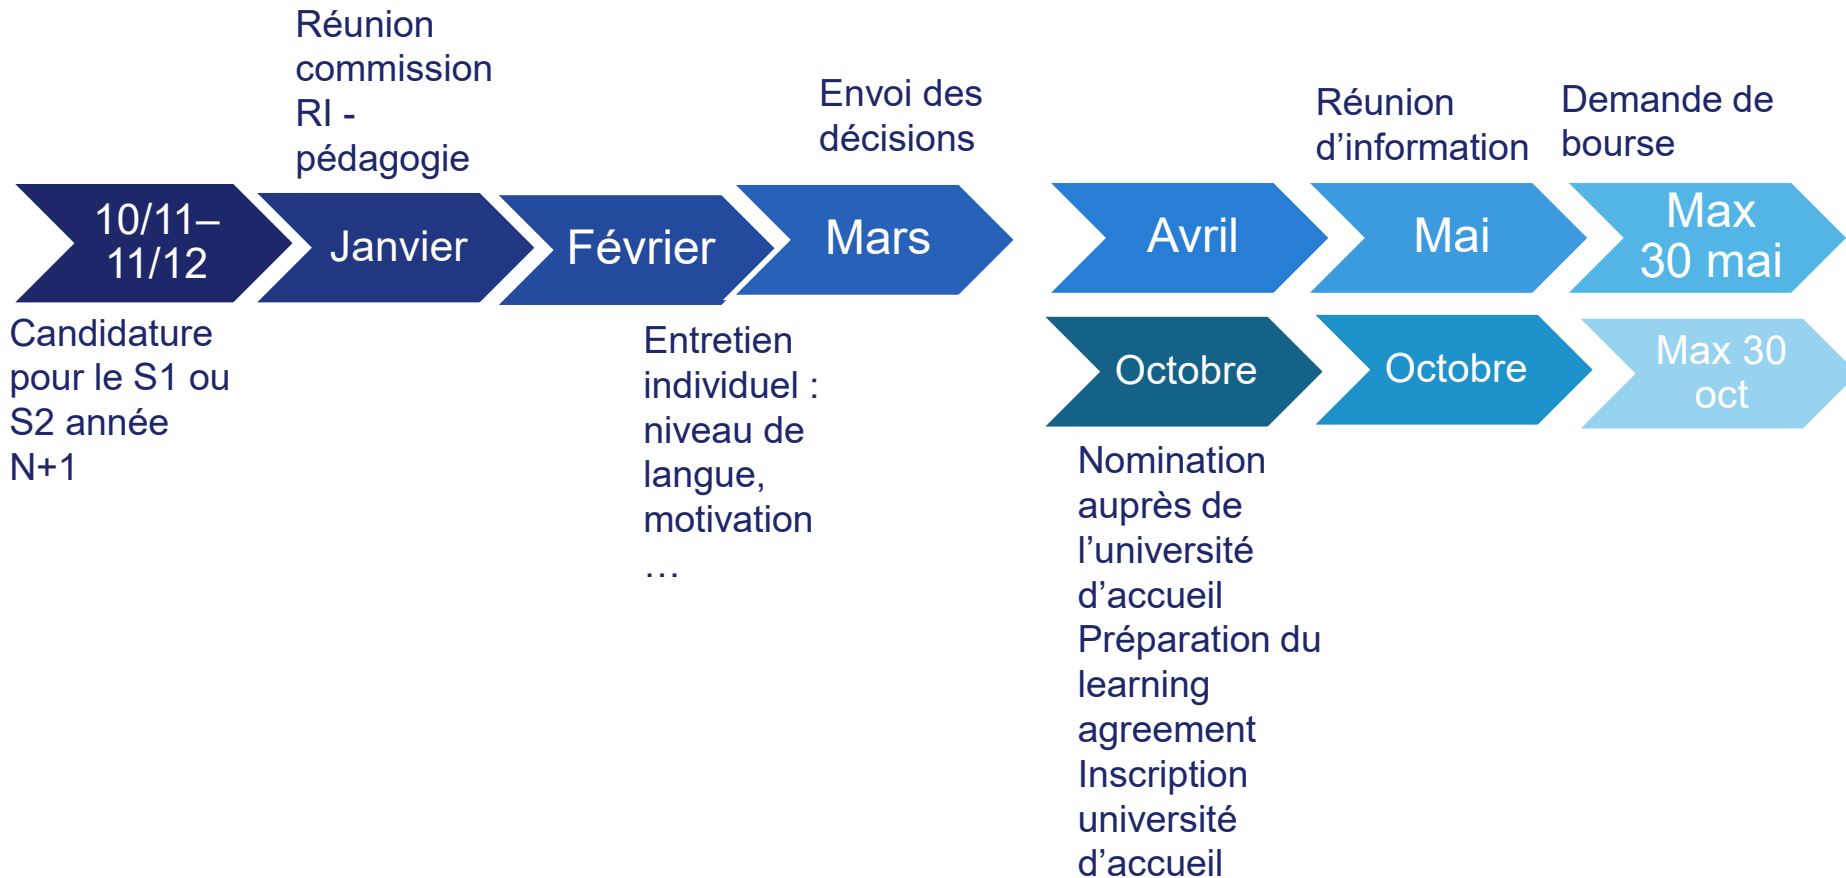 Réunion
commission
RI -
pédagogie
Envoi des
décisions
Réunion
d’information
Demande de
bourse
10/11–
11/12
Janvier
Février
Mars
Avril
Mai
Max
30 mai
Octobre
Octobre
Max 30
oct
Candidature
pour le S1 ou
S2 année
N+1
Entretien
individuel :
niveau de
langue,
motivation
…
Nomination
auprès de
l’université
d’accueil
Préparation du
learning
agreement
Inscription
université
d’accueil